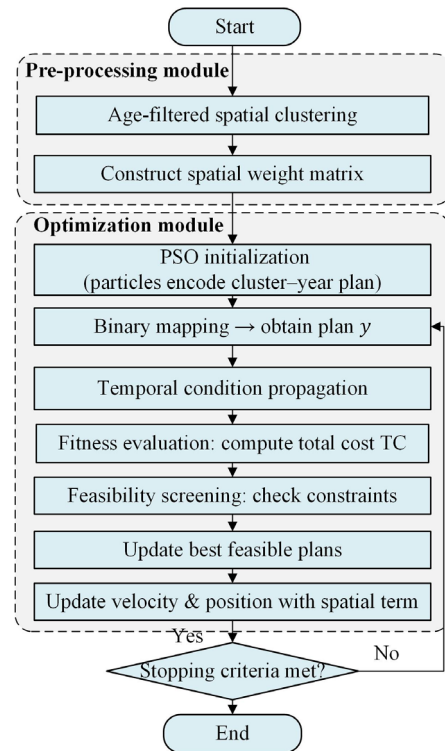 Start
Pre-processing module
Age-filtered spatial clustering
Construct spatial weight matrix
Optimization module
PSO initialization
(particles encode cluster–year plan)
Binary mapping → obtain plan y
Temporal condition propagation
Fitness evaluation: compute total cost TC
Feasibility screening: check constraints
Update best feasible plans
Update velocity & position with spatial term
Yes
No
Stopping criteria met?
End